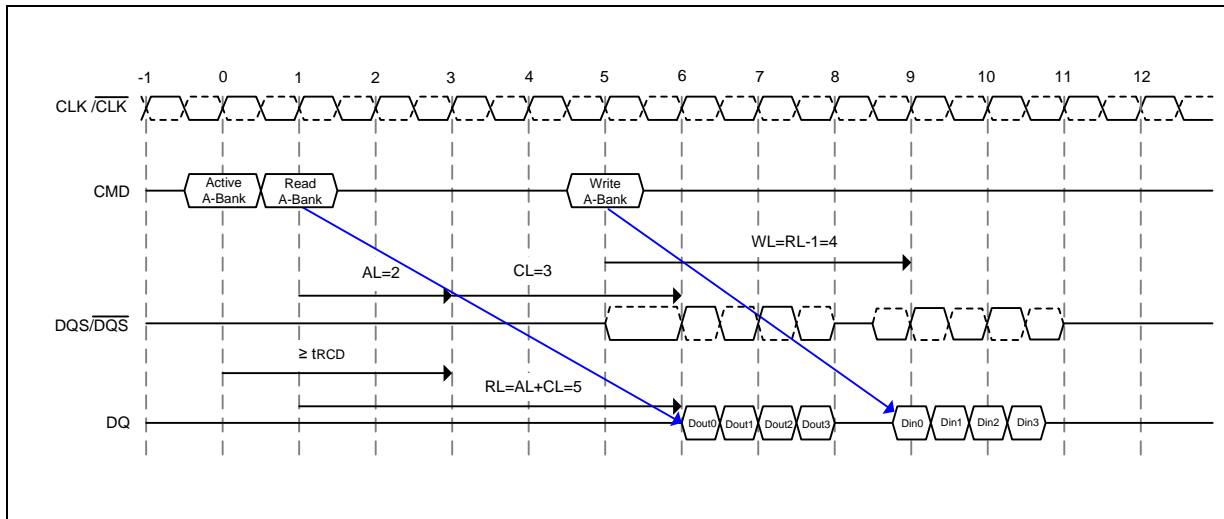 -1 0 1 2 3 4 5 6 7 8 9 10 11 12
CLK /CLK
CMD
Active
A-Bank
Read
A-Bank
Write
A-Bank
WL=RL-1=4
AL=2
CL=3
DQS/DQS
≥ tRCD
RL=AL+CL=5
DQ
Dout0 Dout1 Dout2 Dout3 Din0 Din1 Din2 Din3